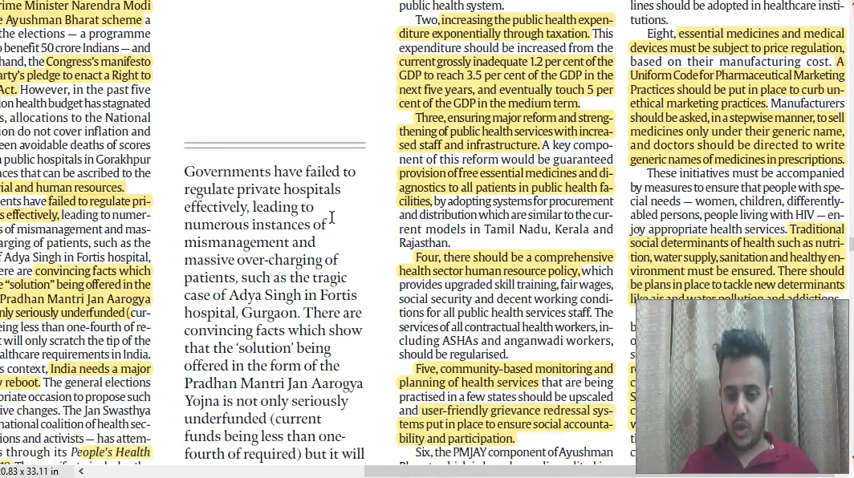 rime Minister Narendra Modi
e Ayushman Bharat scheme a
the elections — a programme
o benefit 50 crore Indians — and
hand, the Congress's manifesto
arty's pledge to enact a Right to
Act. However, in the past five
ion health budget has stagnated
s, allocations to the National
on do not cover inflation and
een avoidable deaths of scores
public hospitals in Gorakhpur
aces that can be ascribed to the
rial and human resources.
ents have failed to regulate pri-
s effectively, leading to numer-
s of mismanagement and mas-
arging of patients, such as the
of Adya Singh in Fortis hospital,
ere are convincing facts which
e "solution" being offered in the
Pradhan Mantri Jan Aarogya
nly seriously underfunded (cur-
eing less than one-fourth of re-
t will only scratch the tip of the
althcare requirements in India.
s context, India needs a major
y reboot. The general elections
opriate occasion to propose such
ive changes. The Jan Swasthya
national coalition of health sec-
ions and activists — has attem-
s through its People's Health
20.83 x 33.11 in
Governments have failed to
regulate private hospitals
effectively, leading to
numerous instances of
mismanagement and
massive over-charging of
patients, such as the tragic
case of Adya Singh in Fortis
hospital, Gurgaon. There are
convincing facts which show
that the 'solution' being
offered in the form of the
Pradhan Mantri Jan Aarogya
Yojna is not only seriously
underfunded (current
funds being less than one-
fourth of required) but it will
public health system.
Two, increasing the public health expen-
diture exponentially through taxation. This
expenditure should be increased from the
current grossly inadequate 1.2 per cent of the
GDP to reach 3.5 per cent of the GDP in the
next five years, and eventually touch 5 per
cent of the GDP in the medium term.
Three, ensuring major reform and streng-
thening of public health services with increa-
sed staff and infrastructure. A key compo-
nent of this reform would be guaranteed
provision of free essential medicines and di-
agnostics to all patients in public health fa-
cilities, by adopting systems for procurement
and distribution which are similar to the cur-
rent models in Tamil Nadu, Kerala and
Rajasthan.
Four, there should be a comprehensive
health sector human resource policy, which
provides upgraded skill training, fair wages,
social security and decent working condi-
tions for all public health services staff. The
services of all contractual health workers, in-
cluding ASHAs and anganwadi workers,
should be regularised.
Five, community-based monitoring and
planning of health services that are being
practised in a few states should be upscaled
and user-friendly grievance redressal sys-
tems put in place to ensure social accounta-
bility and participation.
Six, the PMJAY component of Ayushman
lines should be adopted in healthcare insti-
tutions.
Eight, essential medicines and medical
devices must be subject to price regulation,
based on their manufacturing cost. A
Uniform Code for Pharmaceutical Marketing
Practices should be put in place to curb un-
ethical marketing practices. Manufacturers
should be asked, in a stepwise manner, to sell
medicines only under their generic name,
and doctors should be directed to write
generic names of medicines in prescriptions.
These initiatives must be accompanied
by measures to ensure that people with spe-
cial needs — women, children, differently-
abled persons, people living with HIV — en-
joy appropriate health services. Traditional
social determinants of health such as nutri-
tion, water supply, sanitation and healthy en-
vironment must be ensured. There should
be plans in place to tackle new determinants
like air and water pollution and addictions.